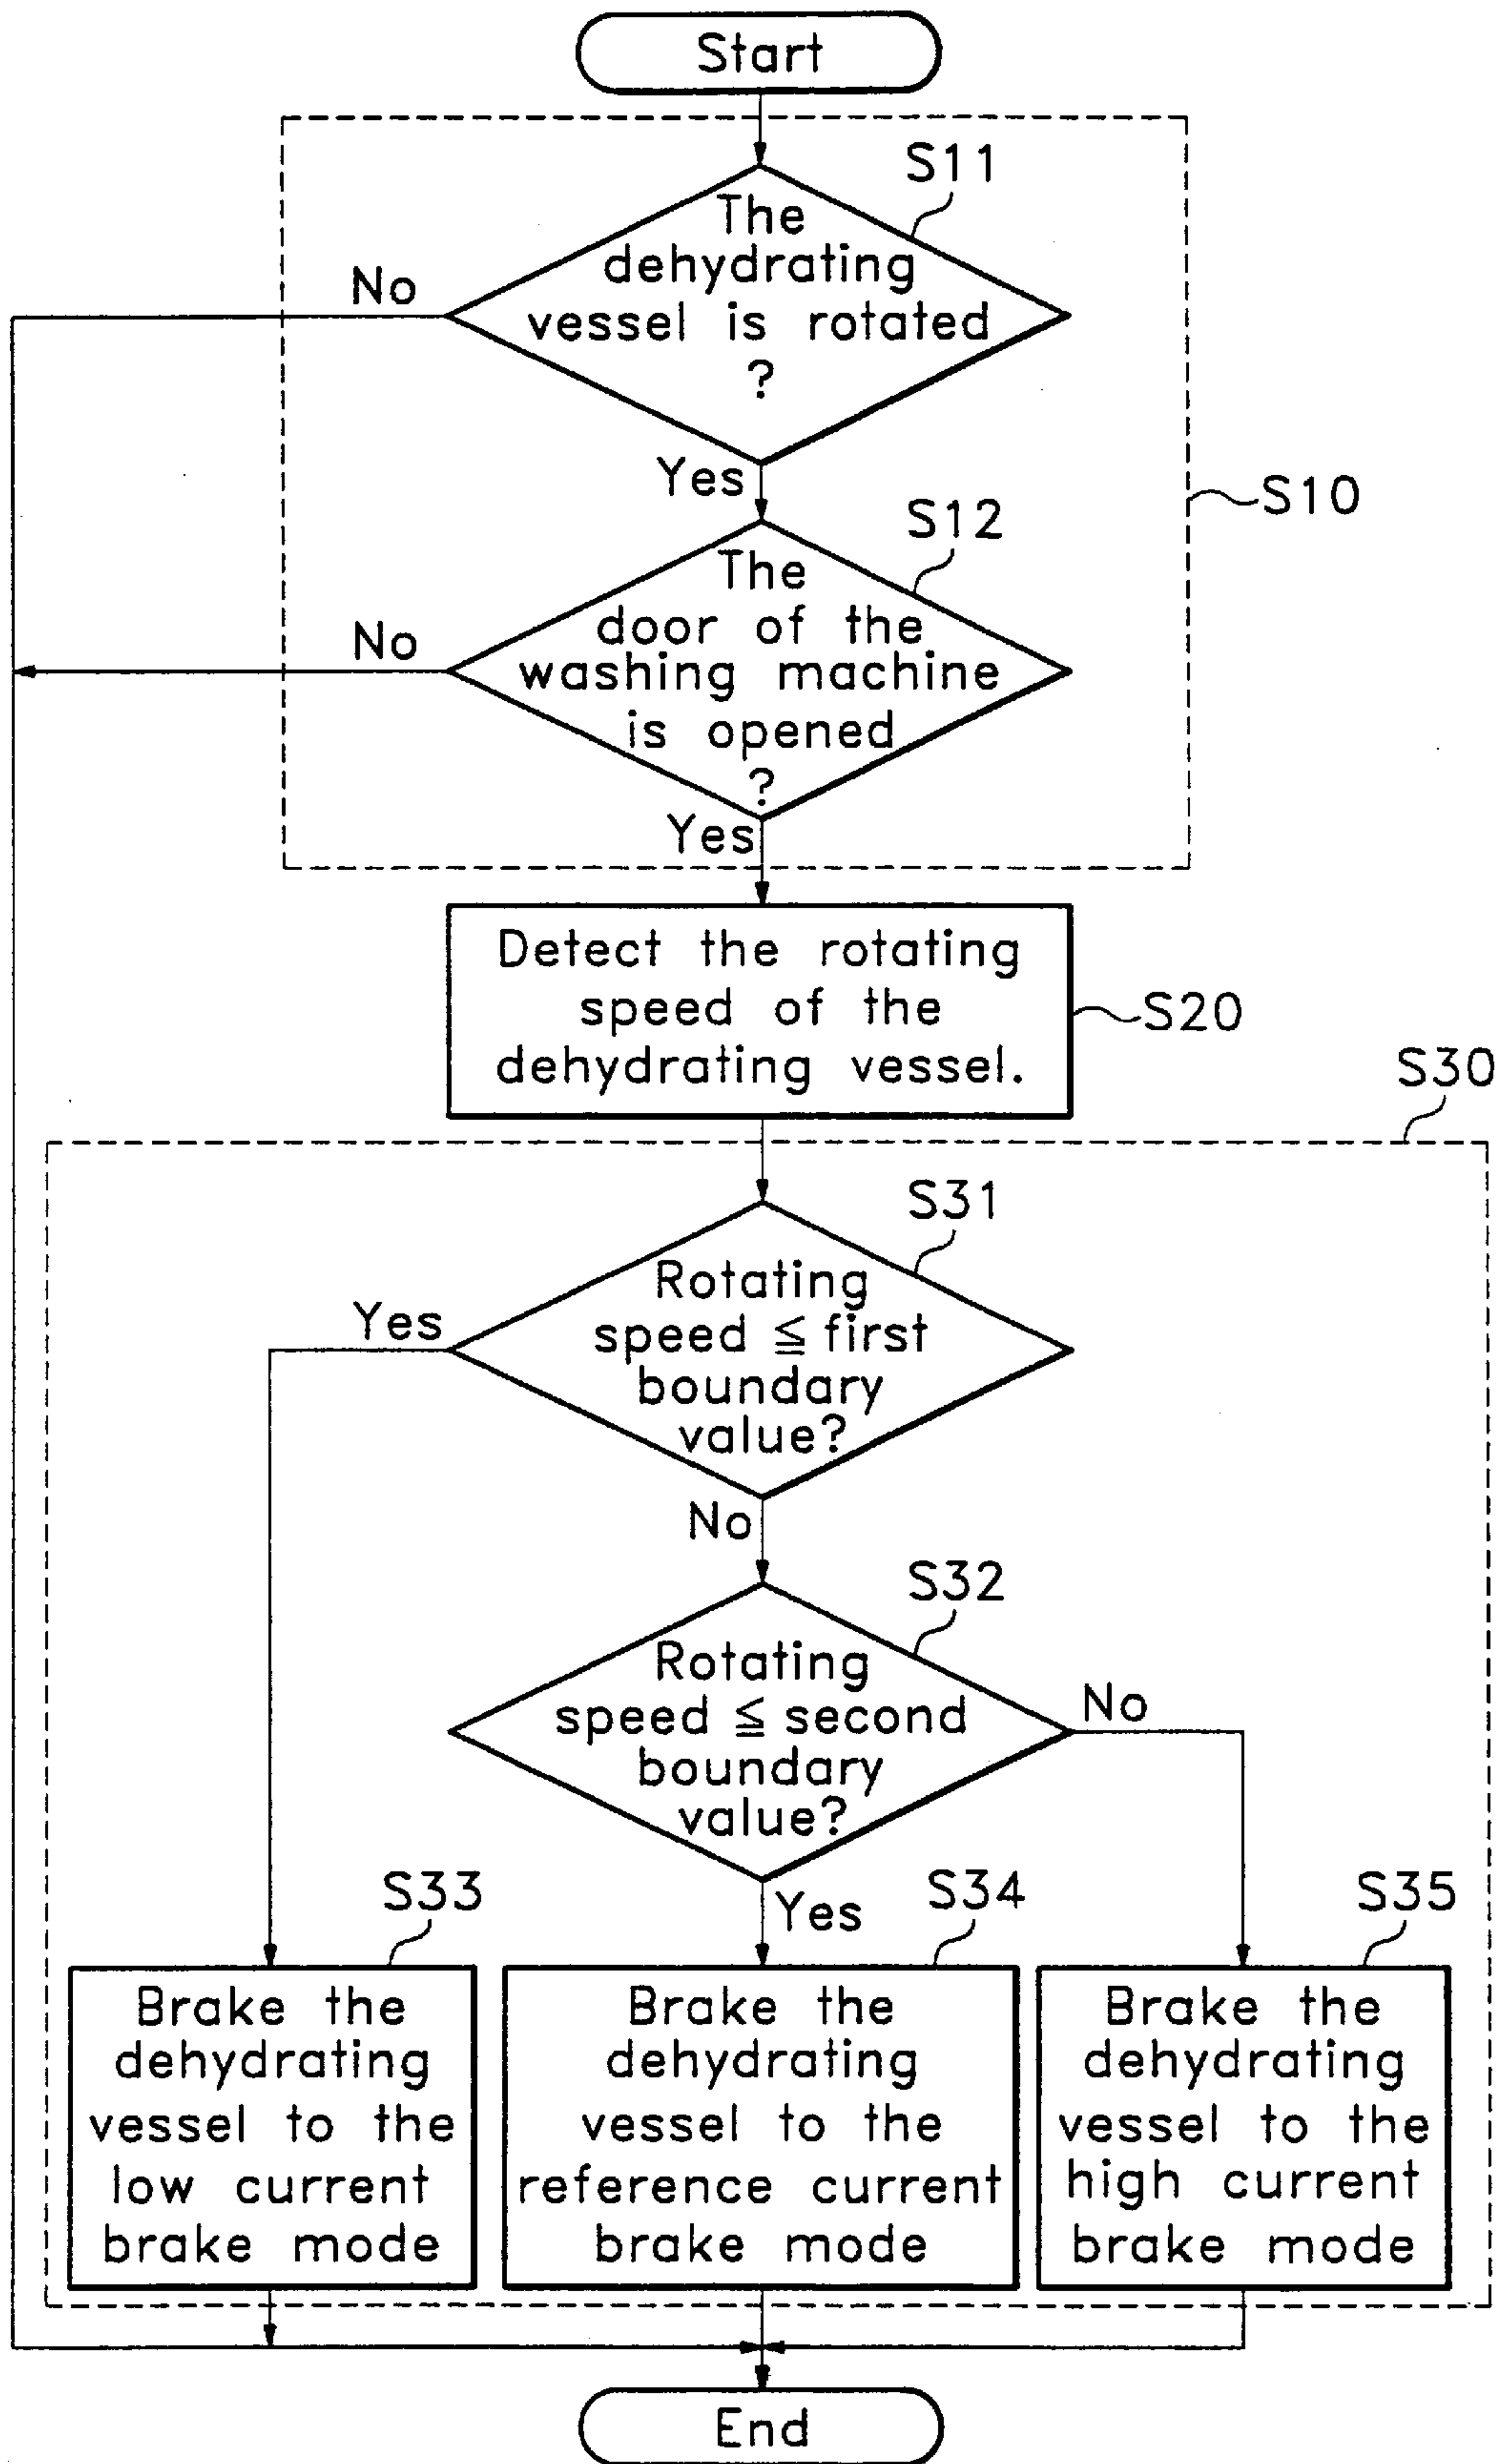 Start
S11
The
dehydrating
vessel is rotated
?
No
Yes
S10
S12
The
door of the
washing machine
is opened
?
No
Yes
Detect the rotating
speed of the
dehydrating vessel.
S20
S30
S31
Rotating
speed ≦ first
boundary
value?
Yes
No
S32
Rotating
speed ≦ second
boundary
value?
No
Yes
S33
Brake the
dehydrating
vessel to the
low current
brake mode
S34
Brake the
dehydrating
vessel to the
reference current
brake mode
S35
Brake the
dehydrating
vessel to the
high current
brake mode
End